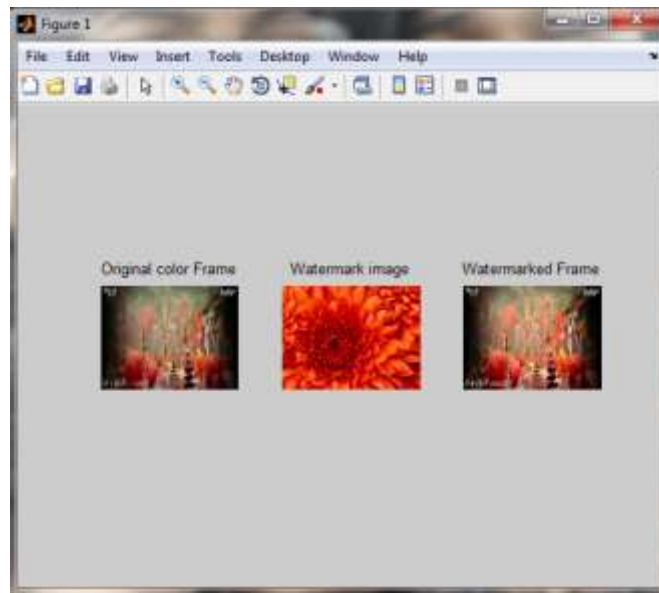 Figure 1
File Edit View Insert Tools Desktop Window Help
Original color Frame Watermark image Watermarked Frame